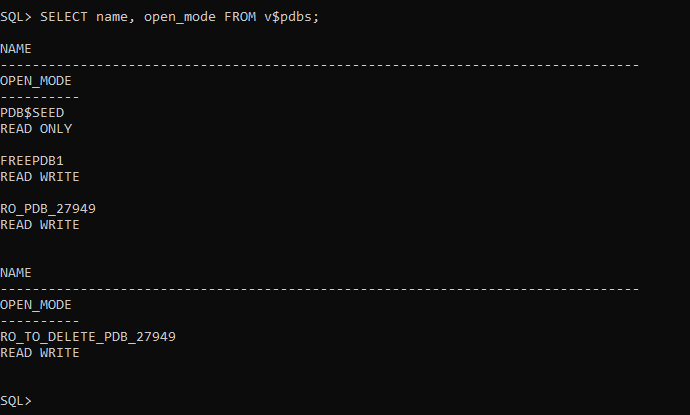 SQL> SELECT name, open_mode FROM v$pdbs;
NAME
--------------------------------------------------------------------------------
OPEN_MODE
----------
PDB$SEED
READ ONLY
FREEPDB1
READ WRITE
RO_PDB_27949
READ WRITE
NAME
--------------------------------------------------------------------------------
OPEN_MODE
----------
RO_TO_DELETE_PDB_27949
READ WRITE
SQL>